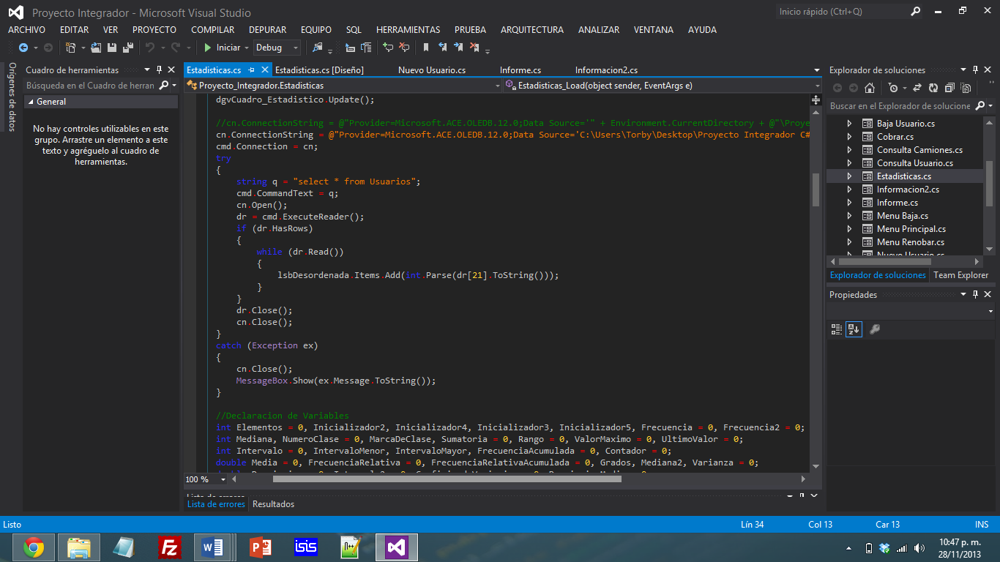 Proyecto Integrador - Microsoft Visual Studio
Inicio rápido (Ctrl+Q)
ARCHIVO EDITAR VER PROYECTO COMPILAR DEPURAR EQUIPO SQL HERRAMIENTAS PRUEBA ARQUITECTURA ANALIZAR VENTANA AYUDA
Iniciar Debug
Orígenes de datos
Cuadro de herramientas
Búsqueda en el Cuadro de herran
General
No hay controles utilizables en este
grupo. Arrastre un elemento a este
texto y agréguelo al cuadro de
herramientas.
Estadisticas.cs Estadisticas.cs [Diseño] Nuevo Usuario.cs Informe.cs Informacion2.cs
Proyecto_Integrador.Estadisticas Estadisticas_Load(object sender, EventArgs e)
dgvCuadro_Estadistico.Update();
//cn.ConnectionString = @"Provider=Microsoft.ACE.OLEDB.12.0;Data Source='" + Environment.CurrentDirectory + @"\Proye
cn.ConnectionString = @"Provider=Microsoft.ACE.OLEDB.12.0;Data Source='C:\Users\Torby\Desktop\Proyecto Integrador C#
cmd.Connection = cn;
try
{
string q = "select * from Usuarios";
cmd.CommandText = q;
cn.Open();
dr = cmd.ExecuteReader();
if (dr.HasRows)
{
while (dr.Read())
{
lsbDesordenada.Items.Add(int.Parse(dr[21].ToString()));
}
}
dr.Close();
cn.Close();
}
catch (Exception ex)
{
cn.Close();
MessageBox.Show(ex.Message.ToString());
}
//Declaracion de Variables
int Elementos = 0, Inicializador2, Inicializador4, Inicializador3, Inicializador5, Frecuencia = 0, Frecuencia2 = 0;
int Mediana, NumeroClase = 0, MarcaDeClase, Sumatoria = 0, Rango = 0, ValorMaximo = 0, UltimoValor = 0;
int Intervalo = 0, IntervaloMenor, IntervaloMayor, FrecuenciaAcumulada = 0, Contador = 0;
double Media = 0, FrecuenciaRelativa = 0, FrecuenciaRelativaAcumulada = 0, Grados, Mediana2, Varianza = 0;
100 %
Lista de errores
Lista de errores Resultados
Explorador de soluciones
Buscar en el Explorador de solucione
Baja Usuario.cs
Cobrar.cs
Consulta Camiones.cs
Consulta Usuario.cs
Estadisticas.cs
Informacion2.cs
Informe.cs
Menu Baja.cs
Menu Principal.cs
Menu Renobar.cs
Nuevo Usuario.cs
Explorador de soluciones Team Explorer
Propiedades
Listo Lín 34 Col 13 Car 13 INS
isis
10:47 p. m.
28/11/2013